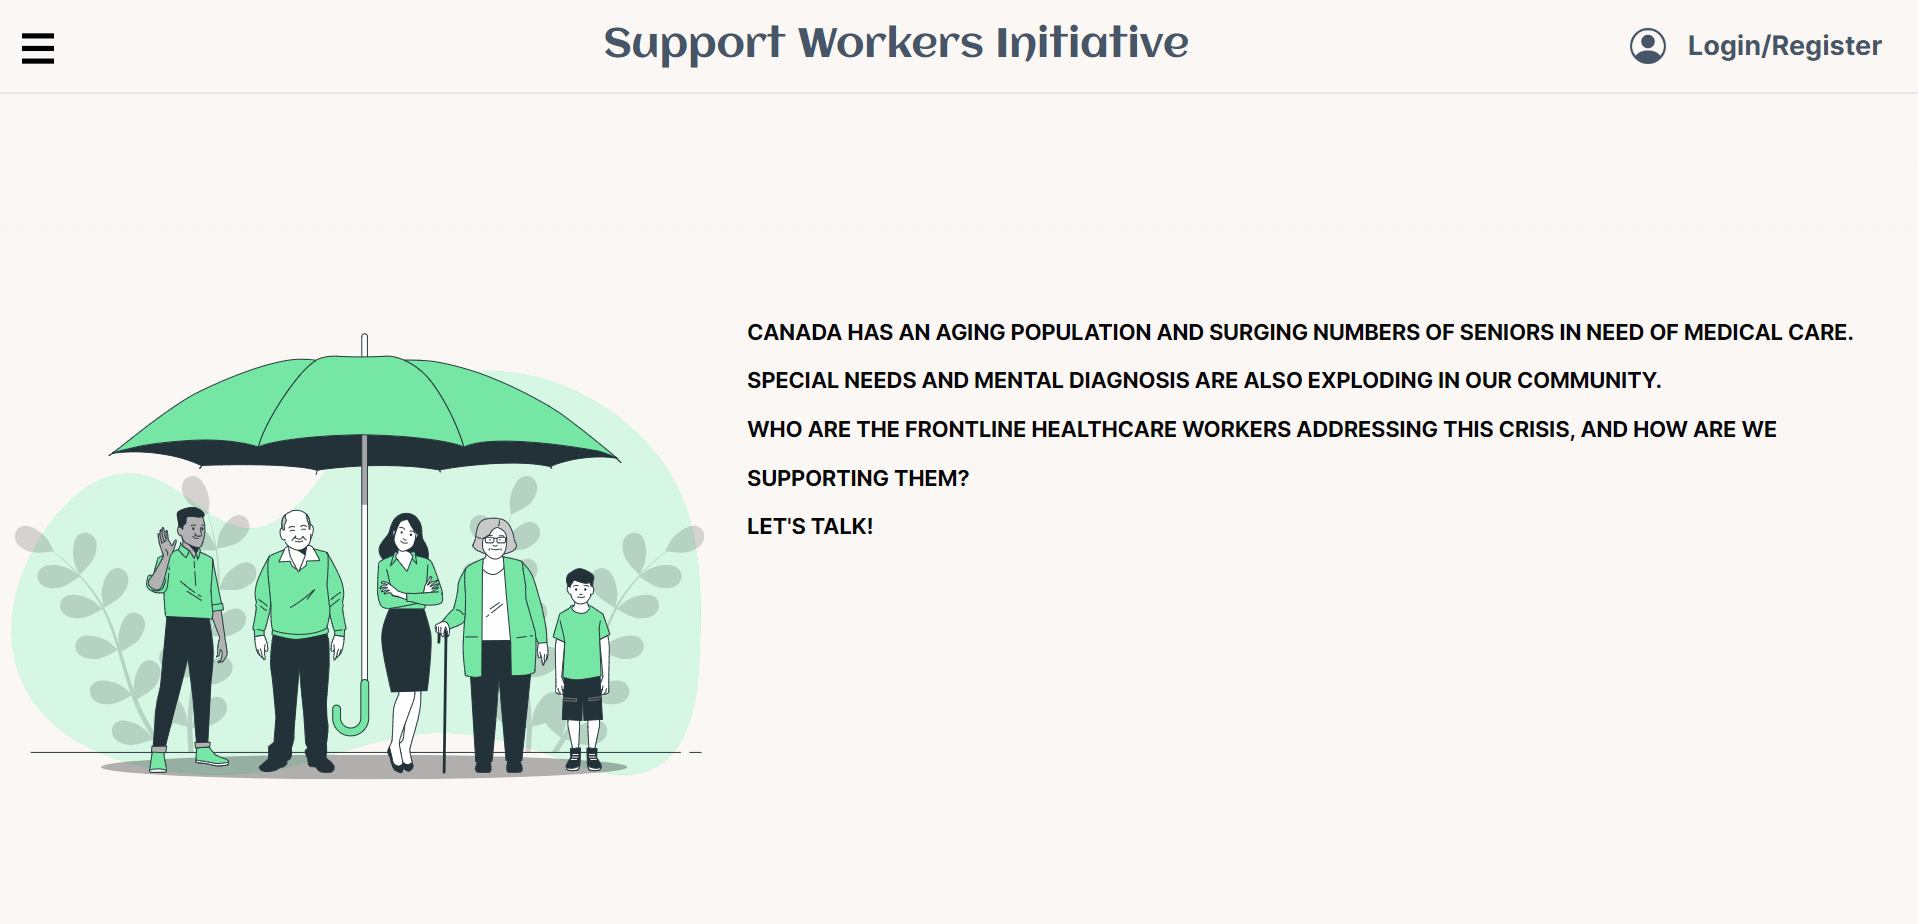 Support Workers Initiative
Login/Register
CANADA HAS AN AGING POPULATION AND SURGING NUMBERS OF SENIORS IN NEED OF MEDICAL CARE.
SPECIAL NEEDS AND MENTAL DIAGNOSIS ARE ALSO EXPLODING IN OUR COMMUNITY.
WHO ARE THE FRONTLINE HEALTHCARE WORKERS ADDRESSING THIS CRISIS, AND HOW ARE WE
SUPPORTING THEM?
LET'S TALK!